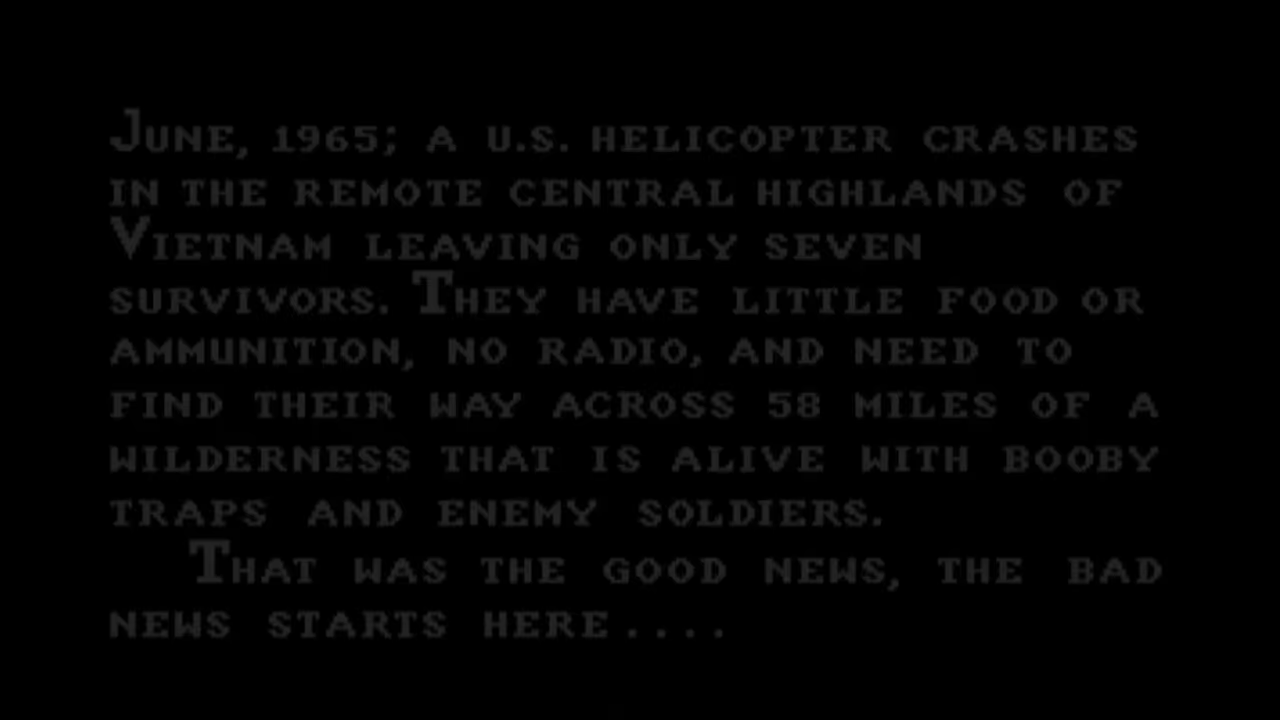 JUNE, 1965; A U.S. HELICOPTER CRASHES
IN THE REMOTE CENTRAL HIGHLANDS OF
VIETNAM LEAVING ONLY SEVEN
SURVIVORS. THEY HAVE LITTLE FOOD OR
AMMUNITION, NO RADIO, AND NEED TO
FIND THEIR WAY ACROSS 58 MILES OF A
WILDERNESS THAT IS ALIVE WITH BOOBY
TRAPS AND ENEMY SOLDIERS.
THAT WAS THE GOOD NEWS, THE BAD
NEWS STARTS HERE....